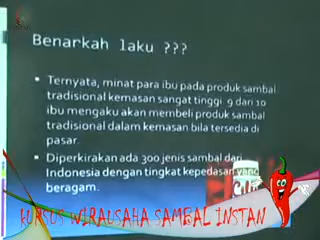 Benarkah laku ???
Ternyata, minat para ibu pada produk sambal
tradisional kemasan sangat tinggi. 9 dari 10
ibu mengaku akan membeli produk sambal
tradisional dalam kemasan bila tersedia di
pasar.
Diperkirakan ada 300 jenis sambal dari
Indonesia dengan tingkat kepedasan yang
beragam.
KURSUS WIRAUSAHA SAMBAL INSTAN